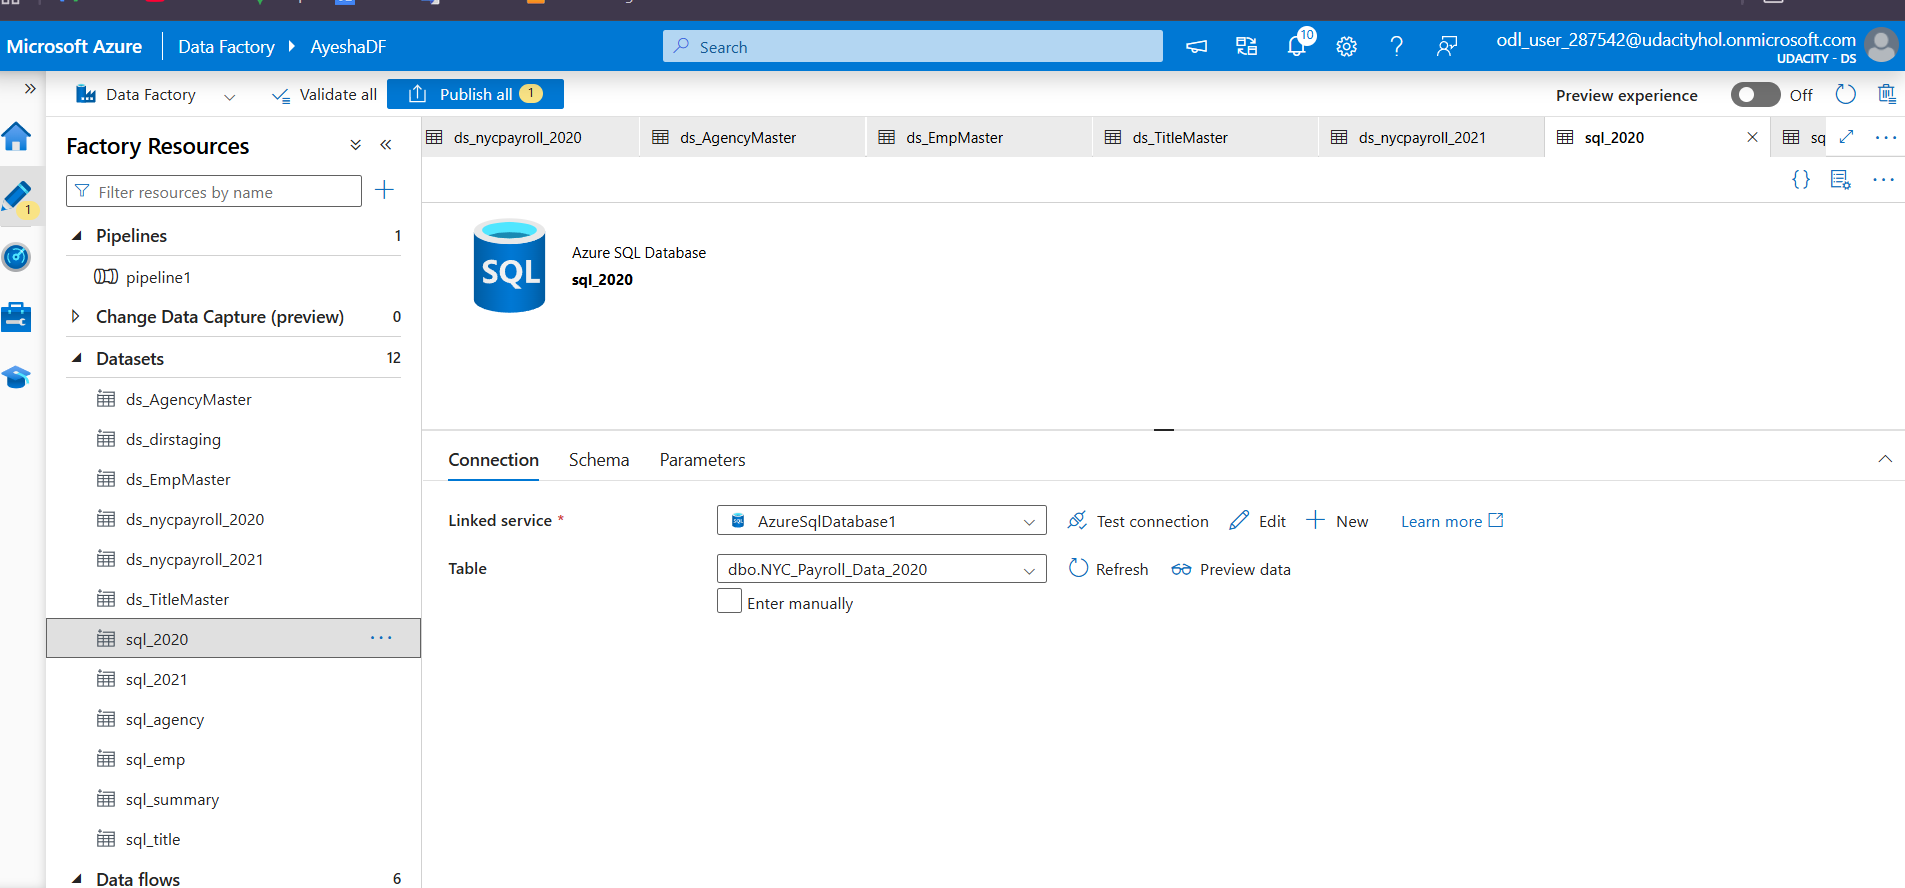 Microsoft Azure
Data Factory
AyeshaDF
Search
10
odl_user_287542@udacityhol.onmicrosoft.com
UDACITY - DS
Data Factory
Validate all
Publish all
1
Preview experience
Off
1
Factory Resources
Filter resources by name
Pipelines
1
pipeline1
Change Data Capture (preview)
0
Datasets
12
ds_AgencyMaster
ds_dirstaging
ds_EmpMaster
ds_nycpayroll_2020
ds_nycpayroll_2021
ds_TitleMaster
sql_2020
sql_2021
sql_agency
sql_emp
sql_summary
sql_title
Data flows
6
ds_nycpayroll_2020
ds_AgencyMaster
ds_EmpMaster
ds_TitleMaster
ds_nycpayroll_2021
sql_2020
sq
{}
SQL
Azure SQL Database
sql_2020
Connection
Schema
Parameters
Linked service *
SQL
AzureSqlDatabase1
Test connection
Edit
New
Learn more
Table
dbo.NYC_Payroll_Data_2020
Refresh
Preview data
Enter manually